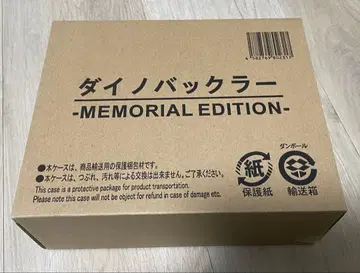 ダイノバックラー
-MEMORIAL EDITION-
●本ケースは、商品輸送用の保護梱包材です。
●本ケースは、つぶれ、汚れ等による交換は出来ません。ご了承ください。
This case is a protective package for product transportation.
Please note this case will not be object for refund in case of damage etc.
紙
保護紙
ダンボール
輸送箱